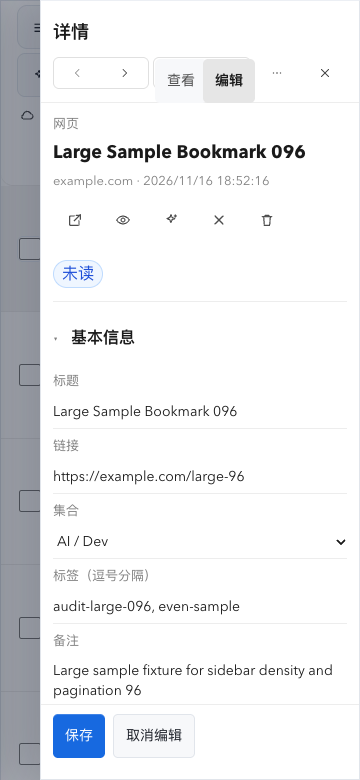 详情
查看 编辑 ...
网页
Large Sample Bookmark 096
example.com · 2026/11/16 18:52:16
未读
基本信息
标题
Large Sample Bookmark 096
链接
https://example.com/large-96
集合
AI / Dev
标签（逗号分隔）
audit-large-096, even-sample
备注
Large sample fixture for sidebar density and
pagination 96
保存 取消编辑